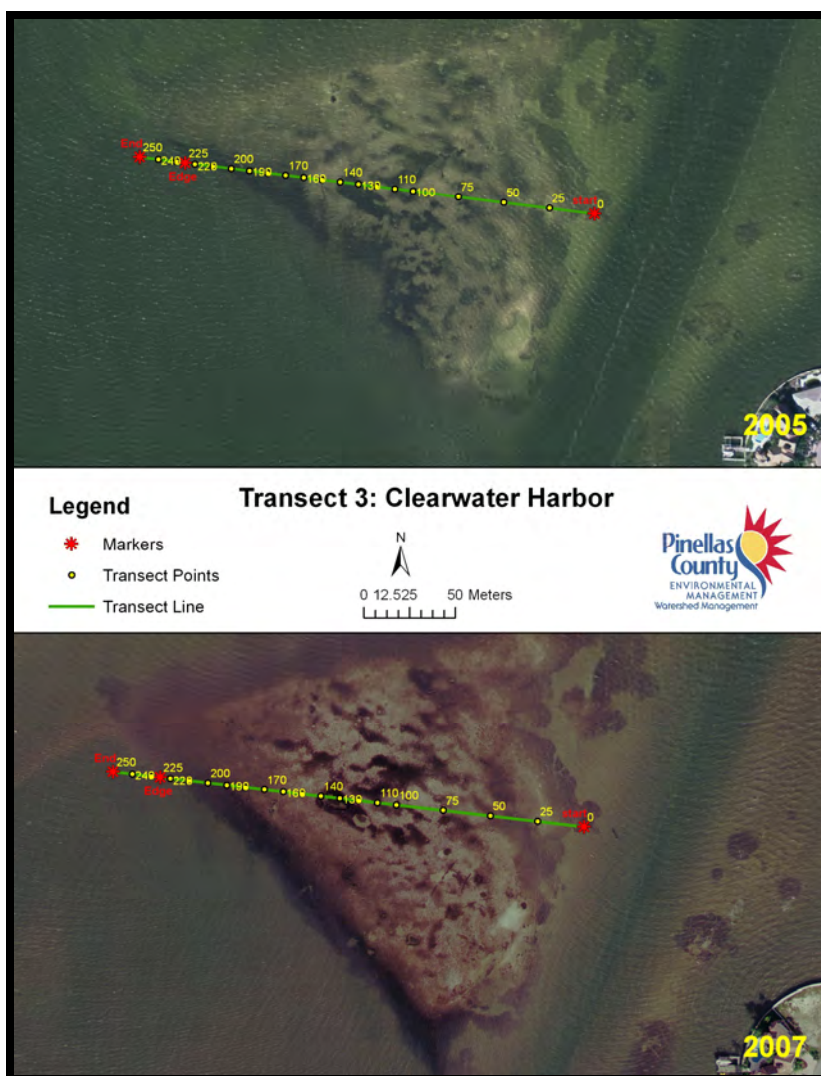 End
250
240
225
Edge
220
200
190
170
160
140
130
110
100
75
50
25
start
0
2005
Legend
Transect 3: Clearwater Harbor
Markers
Transect Points
Transect Line
N
0 12.525 50 Meters
Pinellas
County
ENVIRONMENTAL
MANAGEMENT
Watershed Management
End
250
240
225
Edge
220
200
190
170
160
140
130
110
100
75
50
25
start
0
2007